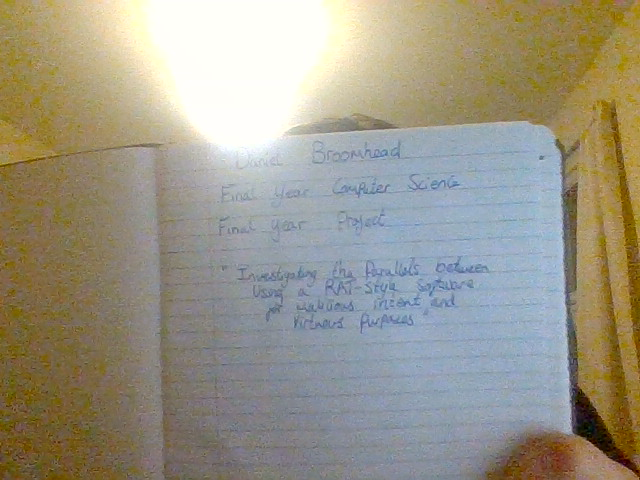 Daniel Broomhead
Final Year Computer Science
Final Year Project
"Investigating the Parallels between
Using a RAT-Style Software
for malicious intent and
Virtuous Purposes"